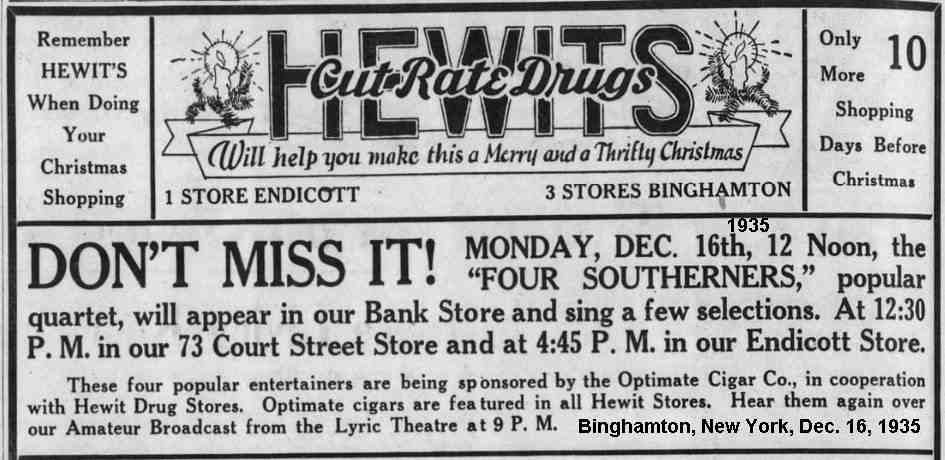 Remember
HEWIT'S
When Doing
Your
Christmas
Shopping
HEWITS
Cut-Rate Drugs
Will help you make this a Merry and a Thrifty Christmas
1 STORE ENDICOTT
3 STORES BINGHAMTON
Only 10
More
Shopping
Days Before
Christmas
DON'T MISS IT!
1935
MONDAY, DEC. 16th, 12 Noon, the
"FOUR SOUTHERNERS," popular
quartet, will appear in our Bank Store and sing a few selections. At 12:30
P. M. in our 73 Court Street Store and at 4:45 P. M. in our Endicott Store.
These four popular entertainers are being sponsored by the Optimate Cigar Co., in cooperation
with Hewit Drug Stores. Optimate cigars are featured in all Hewit Stores. Hear them again over
our Amateur Broadcast from the Lyric Theatre at 9 P. M.
Binghamton, New York, Dec. 16, 1935